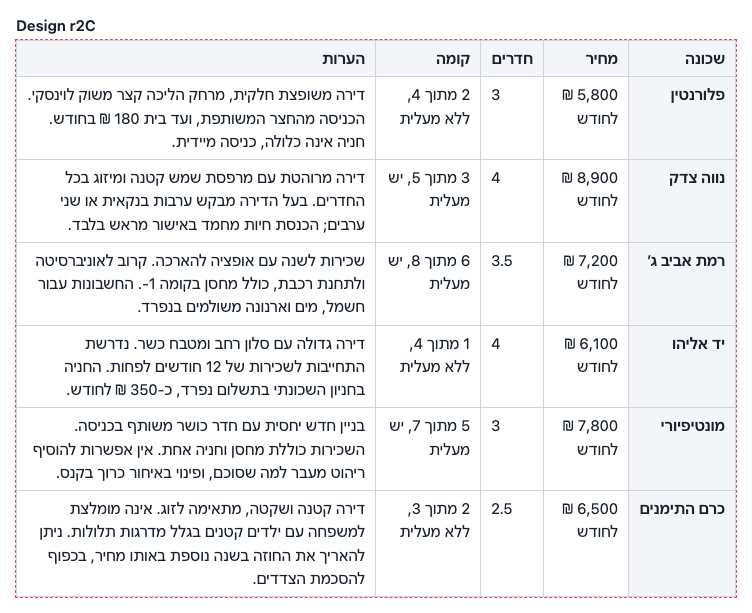 Design r2C
שכונה מחיר חדרים קומה הערות
פלורנטין 5,800 ₪ 3 2 מתוך 4, דירה משופצת חלקית, מרחק הליכה קצר משוק לוינסקי.
לחודש ללא מעלית הכניסה מהחצר המשותפת, ועד בית 180 ₪ בחודש.
חניה אינה כלולה, כניסה מיידית.
נווה צדק 8,900 ₪ 4 3 מתוך 5, יש דירה מרוהטת עם מרפסת שמש קטנה ומיזוג בכל
לחודש מעלית החדרים. בעל הדירה מבקש ערבות בנקאית או שני
ערבים; הכנסת חיות מחמד באישור מראש בלבד.
רמת אביב ג׳ 7,200 ₪ 3.5 6 מתוך 8, יש שכירות לשנה עם אופציה להארכה. קרוב לאוניברסיטה
לחודש מעלית ולתחנת רכבת, כולל מחסן בקומה 1-. החשבונות עבור
חשמל, מים וארנונה משולמים בנפרד.
יד אליהו 6,100 ₪ 4 1 מתוך 4, דירה גדולה עם סלון רחב ומטבח כשר. נדרשת
לחודש ללא מעלית התחייבות לשכירות של 12 חודשים לפחות. החניה
בחניון השכונתי בתשלום נפרד, כ-350 ₪ לחודש.
מונטיפיורי 7,800 ₪ 3 5 מתוך 7, יש בניין חדש יחסית עם חדר כושר משותף בכניסה.
לחודש מעלית השכירות כוללת מחסן וחניה אחת. אין אפשרות להוסיף
ריהוט מעבר למה שסוכם, ופינוי באיחור כרוך בקנס.
כרם התימנים 6,500 ₪ 2.5 2 מתוך 3, דירה קטנה ושקטה, מתאימה לזוג. אינה מומלצת
לחודש ללא מעלית למשפחה עם ילדים קטנים בגלל מדרגות תלולות. ניתן
להאריך את החוזה בשנה נוספת באותו מחיר, בכפוף
להסכמת הצדדים.